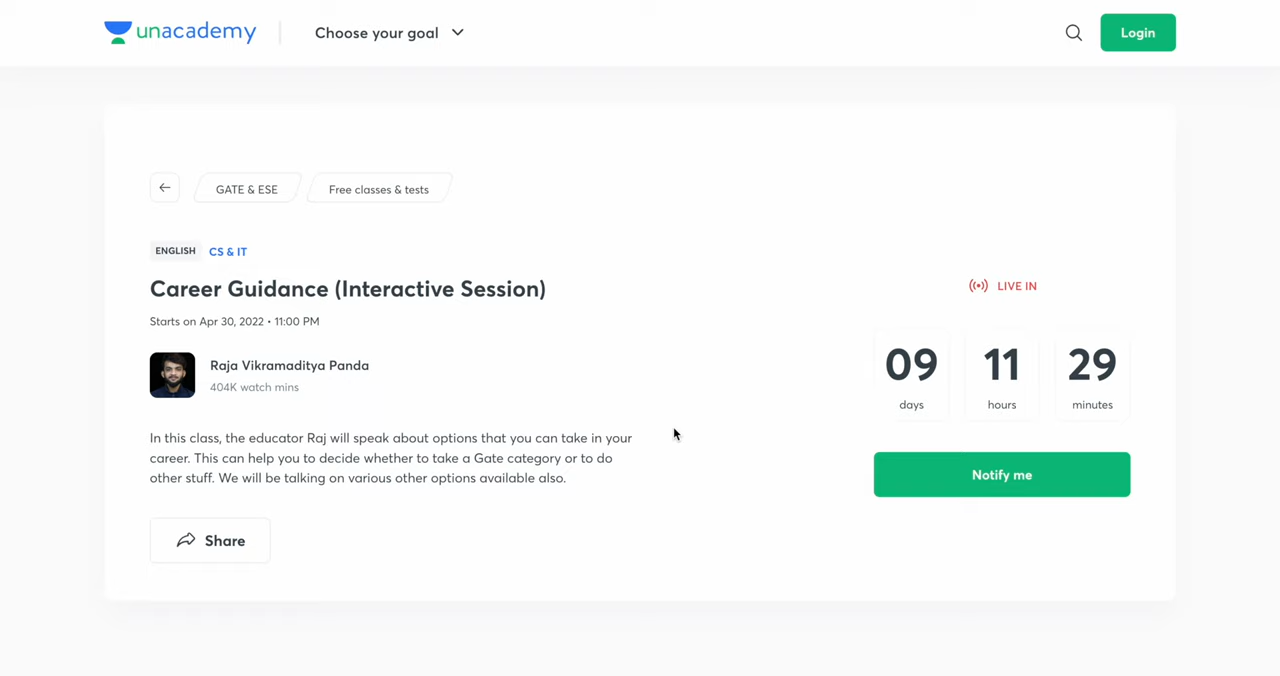 unacademy
Choose your goal
Login
GATE & ESE
Free classes & tests
ENGLISH
CS & IT
Career Guidance (Interactive Session)
Starts on Apr 30, 2022 • 11:00 PM
Raja Vikramaditya Panda
404K watch mins
In this class, the educator Raj will speak about options that you can take in your
career. This can help you to decide whether to take a Gate category or to do
other stuff. We will be talking on various other options available also.
Share
LIVE IN
09 11 29
days hours minutes
Notify me